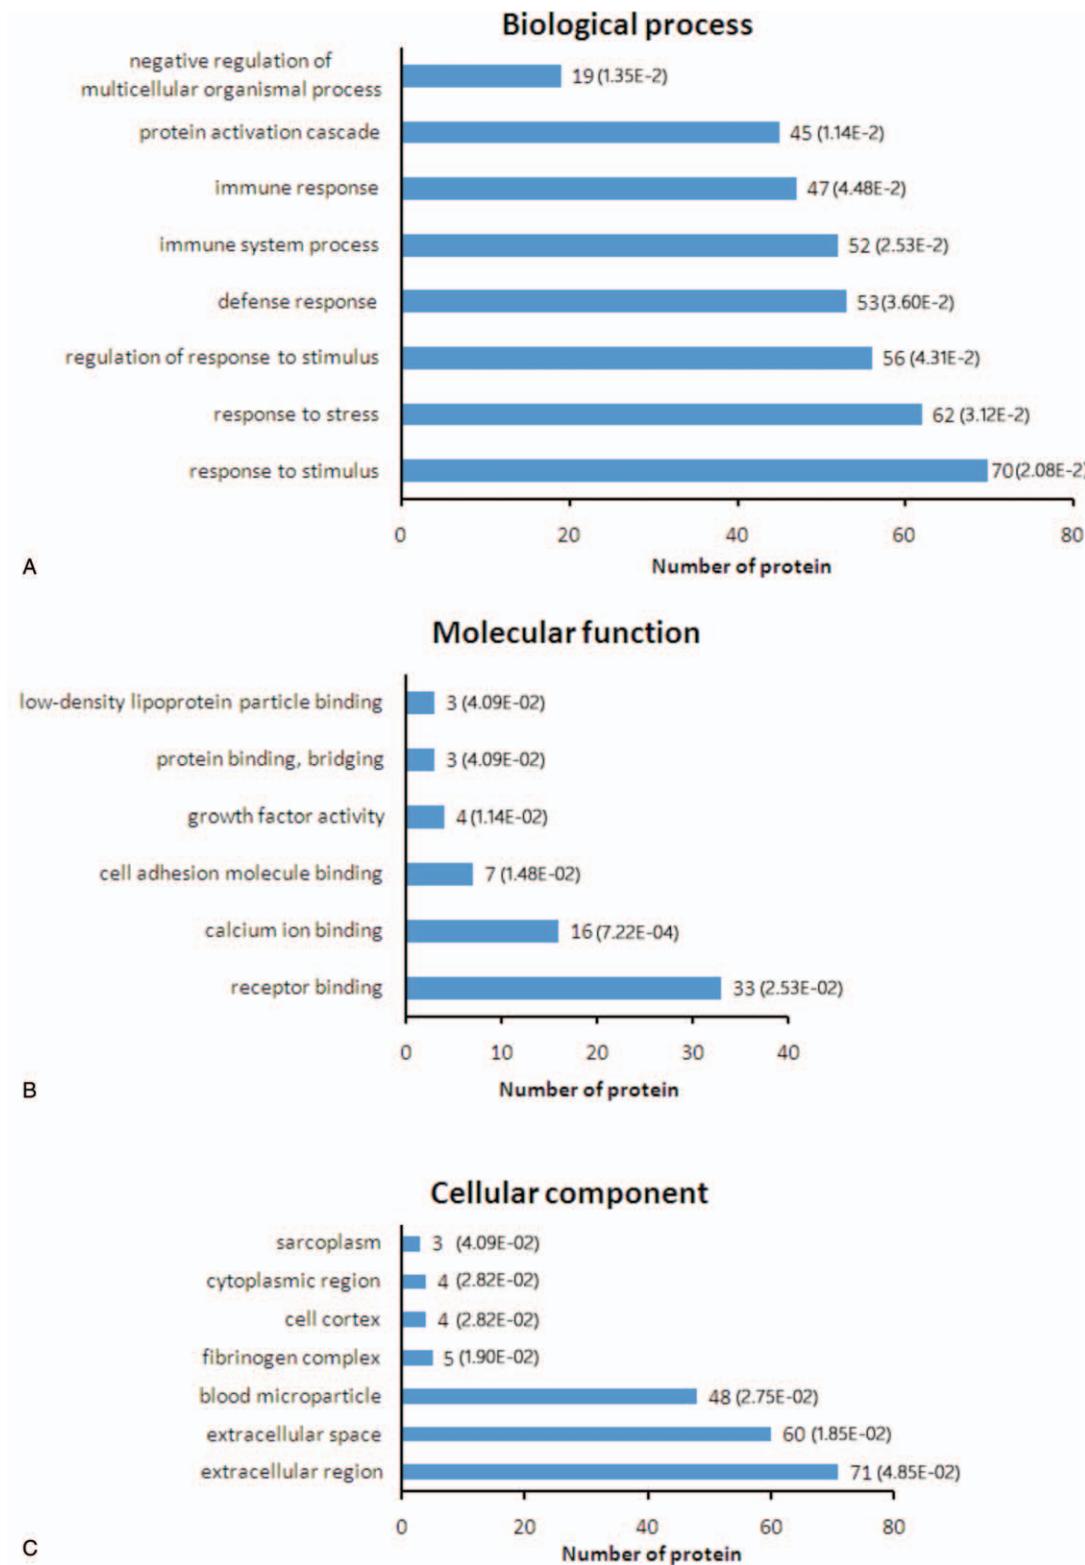 Biological process
negative regulation of
multicellular organismal process
19 (1.35E-2)
protein activation cascade
45 (1.14E-2)
immune response
47 (4.48E-2)
immune system process
52 (2.53E-2)
defense response
53(3.60E-2)
regulation of response to stimulus
56 (4.31E-2)
response to stress
62 (3.12E-2)
response to stimulus
70(2.08E-2)
0 20 40 60 80
Number of protein
A
Molecular function
low-density lipoprotein particle binding
3 (4.09E-02)
protein binding, bridging
3 (4.09E-02)
growth factor activity
4 (1.14E-02)
cell adhesion molecule binding
7 (1.48E-02)
calcium ion binding
16 (7.22E-04)
receptor binding
33 (2.53E-02)
0 10 20 30 40
Number of protein
B
Cellular component
sarcoplasm
3 (4.09E-02)
cytoplasmic region
4 (2.82E-02)
cell cortex
4 (2.82E-02)
fibrinogen complex
5 (1.90E-02)
blood microparticle
48 (2.75E-02)
extracellular space
60 (1.85E-02)
extracellular region
71 (4.85E-02)
0 20 40 60 80
Number of protein
C